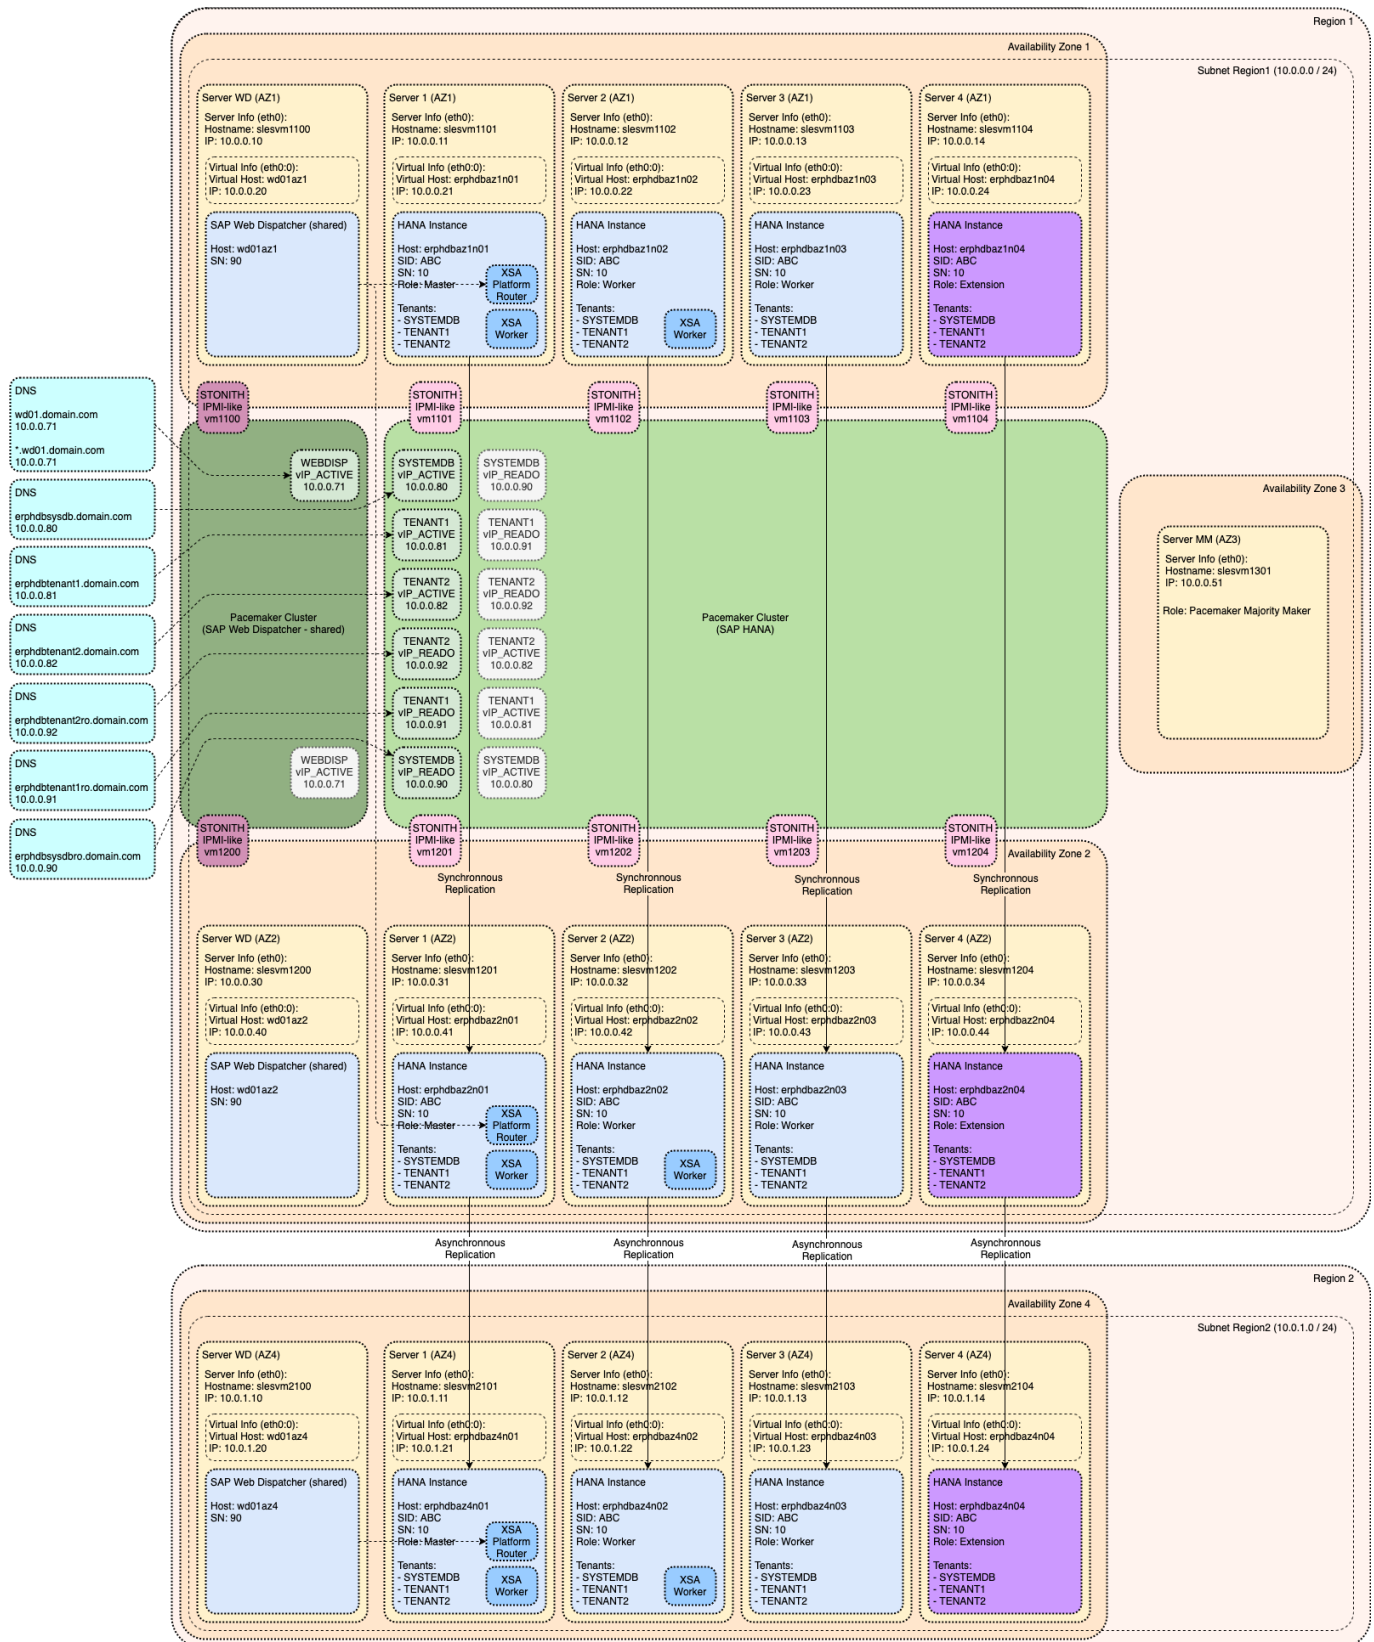 Region 1
Availability Zone 1
Subnet Region1 (10.0.0.0 / 24)
Server WD (AZ1)
Server Info (eth0):
Hostname: slesvm1100
IP: 10.0.0.10
Virtual Info (eth0:0):
Virtual Host: wd01az1
IP: 10.0.0.20
SAP Web Dispatcher (shared)
Host: wd01az1
SN: 90
Server 1 (AZ1)
Server Info (eth0):
Hostname: slesvm1101
IP: 10.0.0.11
Virtual Info (eth0:0):
Virtual Host: erphdbaz1n01
IP: 10.0.0.21
HANA Instance
Host: erphdbaz1n01
SID: ABC
SN: 10
Role: Master
Tenants:
- SYSTEMDB
- TENANT1
- TENANT2
XSA
Platform
Router
XSA
Worker
Server 2 (AZ1)
Server Info (eth0):
Hostname: slesvm1102
IP: 10.0.0.12
Virtual Info (eth0:0):
Virtual Host: erphdbaz1n02
IP: 10.0.0.22
HANA Instance
Host: erphdbaz1n02
SID: ABC
SN: 10
Role: Worker
Tenants:
- SYSTEMDB
- TENANT1
- TENANT2
XSA
Worker
Server 3 (AZ1)
Server Info (eth0):
Hostname: slesvm1103
IP: 10.0.0.13
Virtual Info (eth0:0):
Virtual Host: erphdbaz1n03
IP: 10.0.0.23
HANA Instance
Host: erphdbaz1n03
SID: ABC
SN: 10
Role: Worker
Tenants:
- SYSTEMDB
- TENANT1
- TENANT2
Server 4 (AZ1)
Server Info (eth0):
Hostname: slesvm1104
IP: 10.0.0.14
Virtual Info (eth0:0):
Virtual Host: erphdbaz1n04
IP: 10.0.0.24
HANA Instance
Host: erphdbaz1n04
SID: ABC
SN: 10
Role: Extension
Tenants:
- SYSTEMDB
- TENANT1
- TENANT2
STONITH
IPMI-like
vm1100
STONITH
IPMI-like
vm1101
STONITH
IPMI-like
vm1102
STONITH
IPMI-like
vm1103
STONITH
IPMI-like
vm1104
DNS
wd01.domain.com
10.0.0.71
*.wd01.domain.com
10.0.0.71
DNS
erphdbsysdb.domain.com
10.0.0.80
DNS
erphdbtenant1.domain.com
10.0.0.81
DNS
erphdbtenant2.domain.com
10.0.0.82
DNS
erphdbtenant2ro.domain.com
10.0.0.92
DNS
erphdbtenant1ro.domain.com
10.0.0.91
DNS
erphdbsysdbro.domain.com
10.0.0.90
WEBDISP
vIP_ACTIVE
10.0.0.71
Pacemaker Cluster
(SAP Web Dispatcher - shared)
WEBDISP
vIP_ACTIVE
10.0.0.71
SYSTEMDB
vIP_ACTIVE
10.0.0.80
SYSTEMDB
vIP_READO
10.0.0.90
TENANT1
vIP_ACTIVE
10.0.0.81
TENANT1
vIP_READO
10.0.0.91
TENANT2
vIP_ACTIVE
10.0.0.82
TENANT2
vIP_READO
10.0.0.92
TENANT2
vIP_READO
10.0.0.92
TENANT2
vIP_ACTIVE
10.0.0.82
TENANT1
vIP_READO
10.0.0.91
TENANT1
vIP_ACTIVE
10.0.0.81
SYSTEMDB
vIP_READO
10.0.0.90
SYSTEMDB
vIP_ACTIVE
10.0.0.80
Pacemaker Cluster
(SAP HANA)
Availability Zone 3
Server MM (AZ3)
Server Info (eth0):
Hostname: slesvm1301
IP: 10.0.0.51
Role: Pacemaker Majority Maker
STONITH
IPMI-like
vm1200
STONITH
IPMI-like
vm1201
STONITH
IPMI-like
vm1202
STONITH
IPMI-like
vm1203
STONITH
IPMI-like
vm1204
Availability Zone 2
Synchronnous
Replication
Synchronnous
Replication
Synchronnous
Replication
Synchronnous
Replication
Server WD (AZ2)
Server Info (eth0):
Hostname: slesvm1200
IP: 10.0.0.30
Virtual Info (eth0:0):
Virtual Host: wd01az2
IP: 10.0.0.40
SAP Web Dispatcher (shared)
Host: wd01az2
SN: 90
Server 1 (AZ2)
Server Info (eth0):
Hostname: slesvm1201
IP: 10.0.0.31
Virtual Info (eth0:0):
Virtual Host: erphdbaz2n01
IP: 10.0.0.41
HANA Instance
Host: erphdbaz2n01
SID: ABC
SN: 10
Role: Master
Tenants:
- SYSTEMDB
- TENANT1
- TENANT2
XSA
Platform
Router
XSA
Worker
Server 2 (AZ2)
Server Info (eth0):
Hostname: slesvm1202
IP: 10.0.0.32
Virtual Info (eth0:0):
Virtual Host: erphdbaz2n02
IP: 10.0.0.42
HANA Instance
Host: erphdbaz2n02
SID: ABC
SN: 10
Role: Worker
Tenants:
- SYSTEMDB
- TENANT1
- TENANT2
XSA
Worker
Server 3 (AZ2)
Server Info (eth0):
Hostname: slesvm1203
IP: 10.0.0.33
Virtual Info (eth0:0):
Virtual Host: erphdbaz2n03
IP: 10.0.0.43
HANA Instance
Host: erphdbaz2n03
SID: ABC
SN: 10
Role: Worker
Tenants:
- SYSTEMDB
- TENANT1
- TENANT2
Server 4 (AZ2)
Server Info (eth0):
Hostname: slesvm1204
IP: 10.0.0.34
Virtual Info (eth0:0):
Virtual Host: erphdbaz2n04
IP: 10.0.0.44
HANA Instance
Host: erphdbaz2n04
SID: ABC
SN: 10
Role: Extension
Tenants:
- SYSTEMDB
- TENANT1
- TENANT2
Asynchronnous
Replication
Asynchronnous
Replication
Asynchronnous
Replication
Asynchronnous
Replication
Region 2
Availability Zone 4
Subnet Region2 (10.0.1.0 / 24)
Server WD (AZ4)
Server Info (eth0):
Hostname: slesvm2100
IP: 10.0.1.10
Virtual Info (eth0:0):
Virtual Host: wd01az4
IP: 10.0.1.20
SAP Web Dispatcher (shared)
Host: wd01az4
SN: 90
Server 1 (AZ4)
Server Info (eth0):
Hostname: slesvm2101
IP: 10.0.1.11
Virtual Info (eth0:0):
Virtual Host: erphdbaz4n01
IP: 10.0.1.21
HANA Instance
Host: erphdbaz4n01
SID: ABC
SN: 10
Role: Master
Tenants:
- SYSTEMDB
- TENANT1
- TENANT2
XSA
Platform
Router
XSA
Worker
Server 2 (AZ4)
Server Info (eth0):
Hostname: slesvm2102
IP: 10.0.1.12
Virtual Info (eth0:0):
Virtual Host: erphdbaz4n02
IP: 10.0.1.22
HANA Instance
Host: erphdbaz4n02
SID: ABC
SN: 10
Role: Worker
Tenants:
- SYSTEMDB
- TENANT1
- TENANT2
XSA
Worker
Server 3 (AZ4)
Server Info (eth0):
Hostname: slesvm2103
IP: 10.0.1.13
Virtual Info (eth0:0):
Virtual Host: erphdbaz4n03
IP: 10.0.1.23
HANA Instance
Host: erphdbaz4n03
SID: ABC
SN: 10
Role: Worker
Tenants:
- SYSTEMDB
- TENANT1
- TENANT2
Server 4 (AZ4)
Server Info (eth0):
Hostname: slesvm2104
IP: 10.0.1.14
Virtual Info (eth0:0):
Virtual Host: erphdbaz4n04
IP: 10.0.1.24
HANA Instance
Host: erphdbaz4n04
SID: ABC
SN: 10
Role: Extension
Tenants:
- SYSTEMDB
- TENANT1
- TENANT2